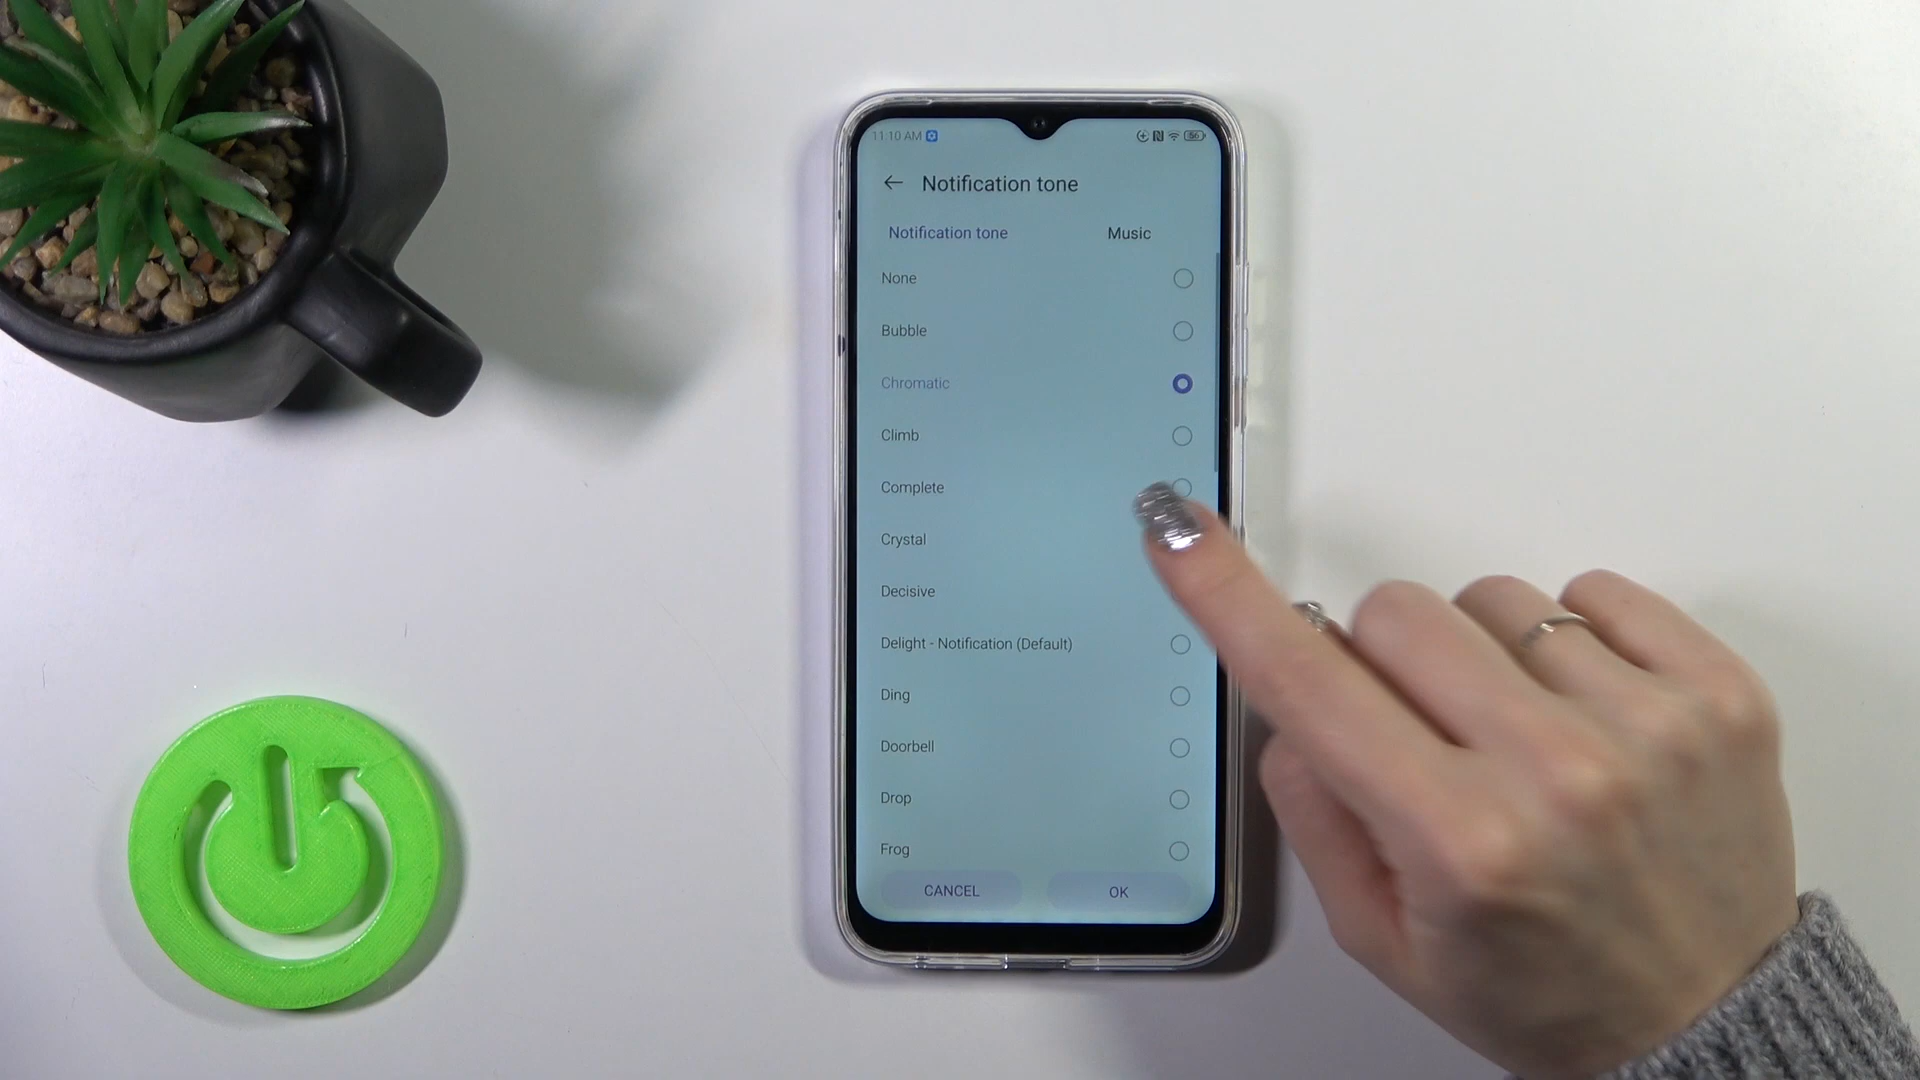 11:10 AM
56
Notification tone
Notification tone Music
None
Bubble
Chromatic
Climb
Complete
Crystal
Decisive
Delight - Notification (Default)
Ding
Doorbell
Drop
Frog
CANCEL OK